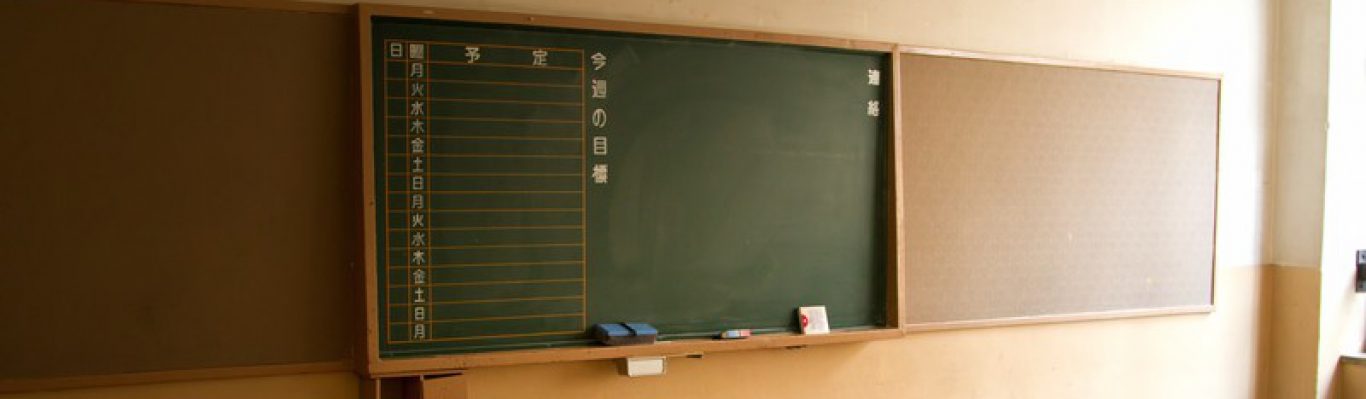 日 曜 予定
月
火
水
木
金
土
日
月
火
水
木
金
土
日
月
今週の目標
連絡